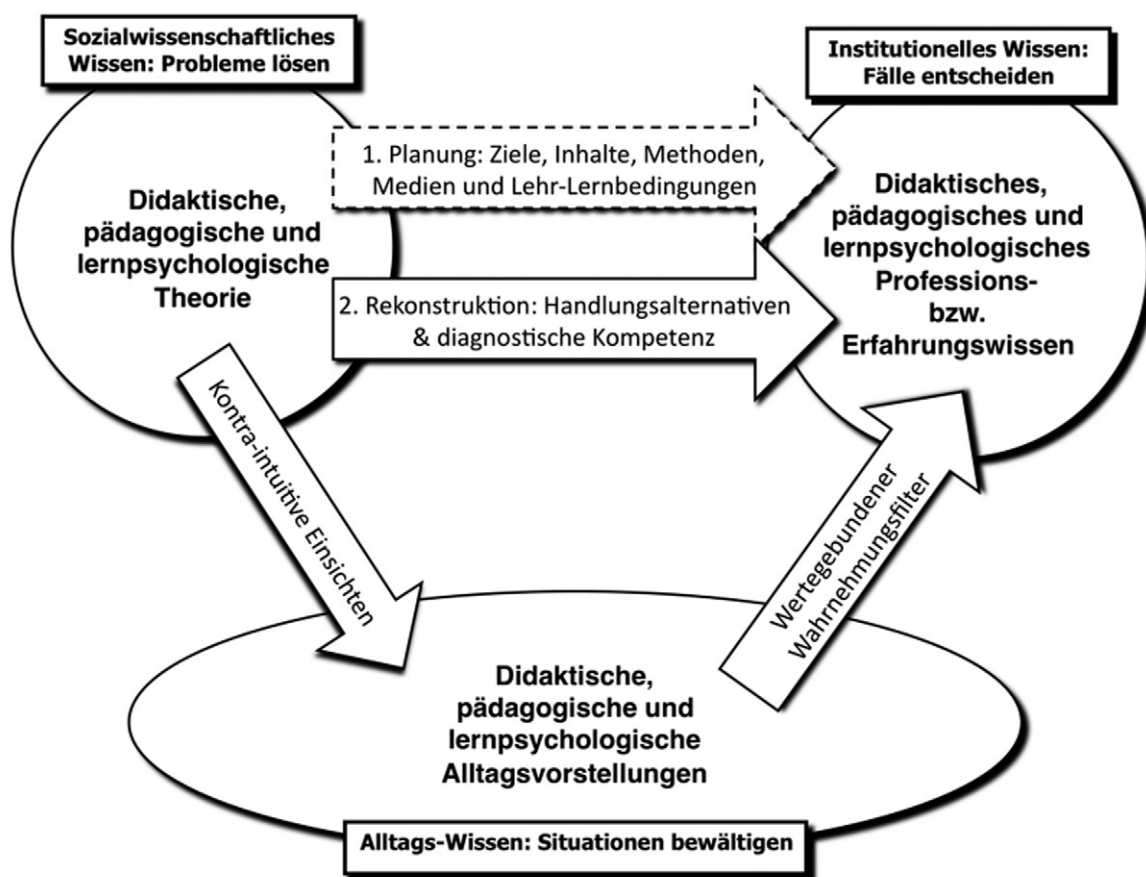 Sozialwissenschaftliches
Wissen: Probleme lösen
Institutionelles Wissen:
Fälle entscheiden
1. Planung: Ziele, Inhalte, Methoden,
Medien und Lehr-Lernbedingungen
Didaktische,
pädagogische und
lernpsychologische
Theorie
Didaktisches,
pädagogisches und
lernpsychologisches
Professions-
bzw.
Erfahrungswissen
2. Rekonstruktion: Handlungsalternativen
& diagnostische Kompetenz
Kontra-intuitive Einsichten
Wertegebundener
Wahrnehmungsfilter
Didaktische,
pädagogische und
lernpsychologische
Alltagsvorstellungen
Alltags-Wissen: Situationen bewältigen